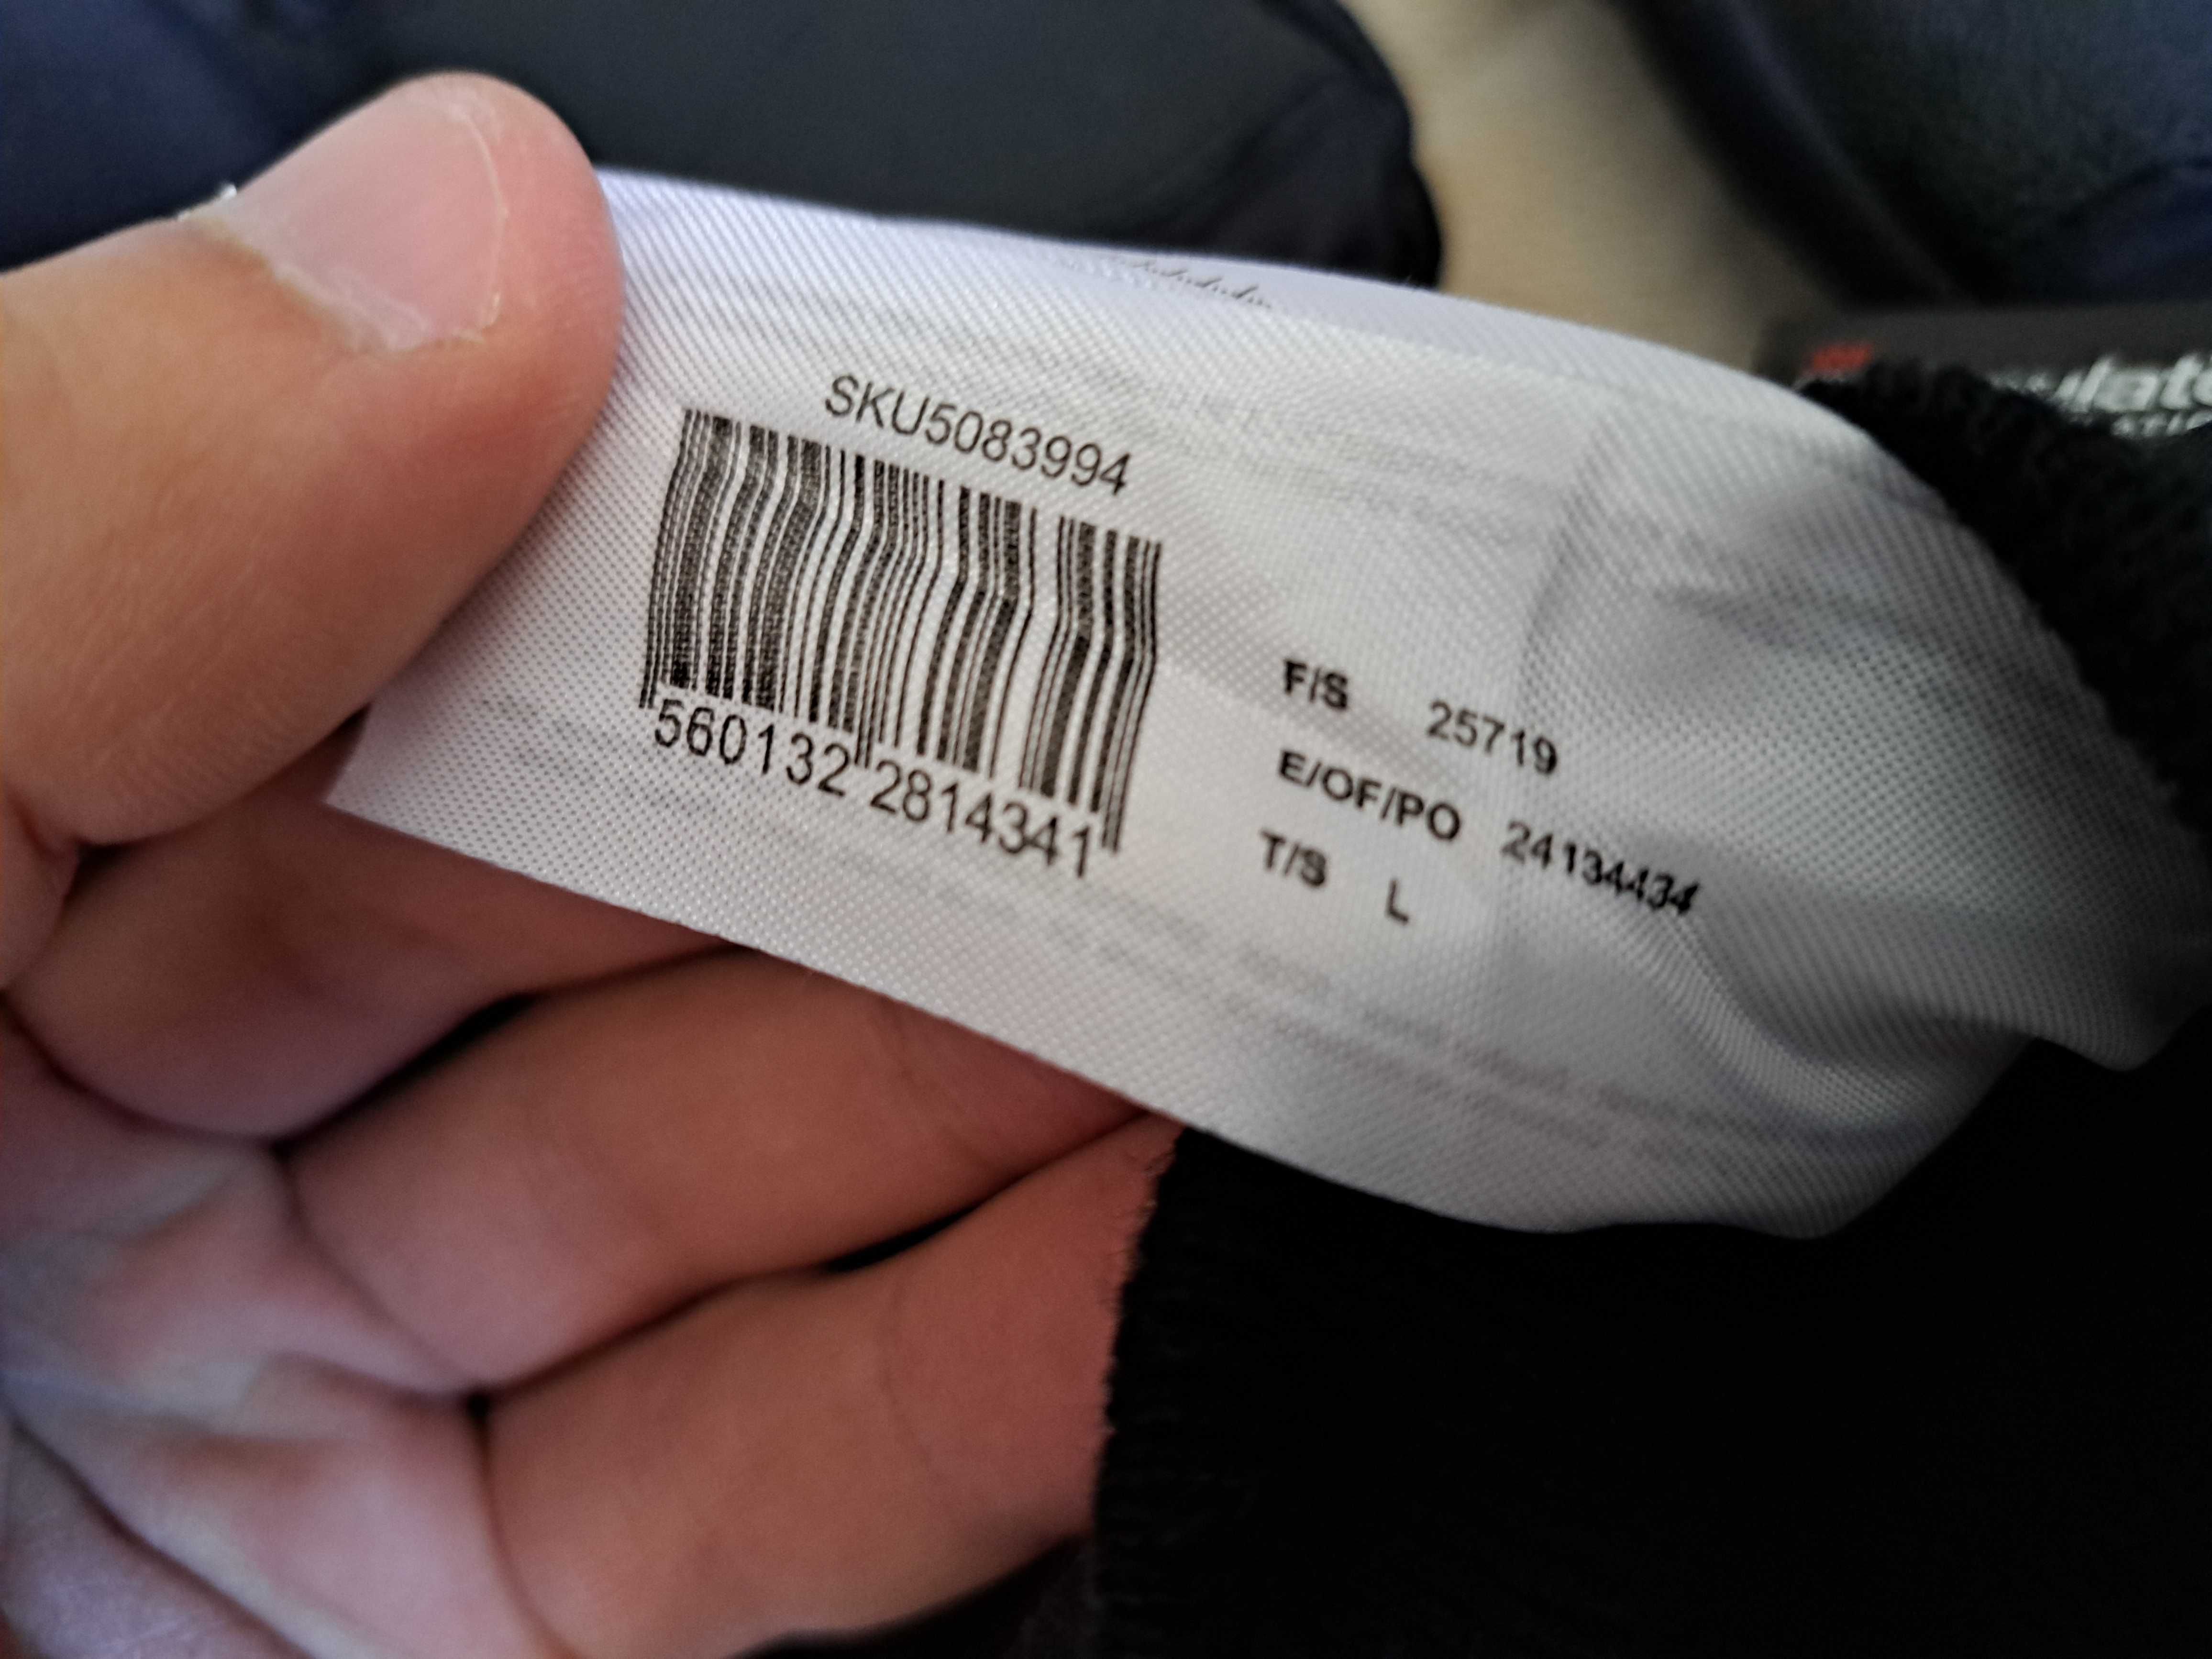 SKU5083994
560132 2814341
F/S 25719
E/OF/PO 24134434
T/S L